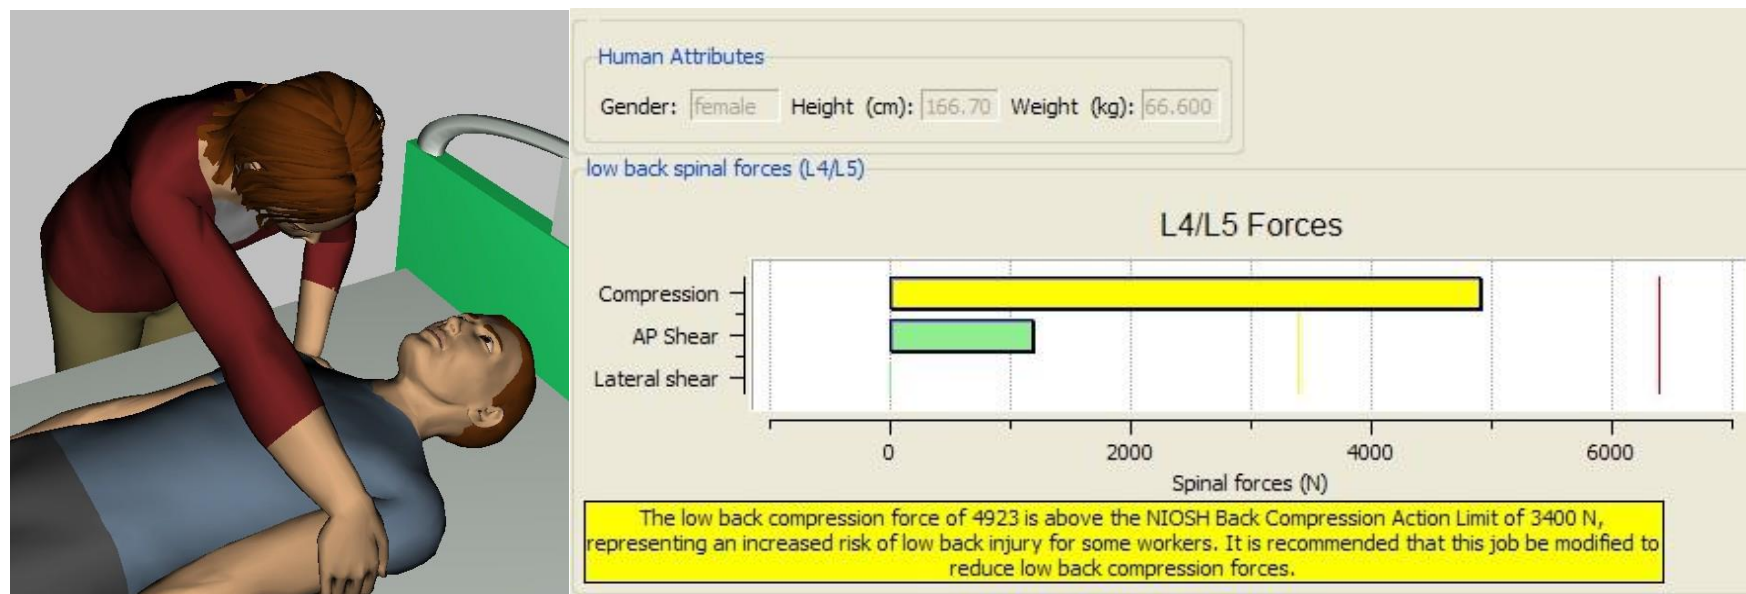 Human Attributes
Gender: female Height (cm): 166.70 Weight (kg): 66.600
low back spinal forces (L4/L5)
L4/L5 Forces
Compression
AP Shear
Lateral shear
0 2000 4000 6000
Spinal forces (N)
The low back compression force of 4923 is above the NIOSH Back Compression Action Limit of 3400 N,
representing an increased risk of low back injury for some workers. It is recommended that this job be modified to
reduce low back compression forces.